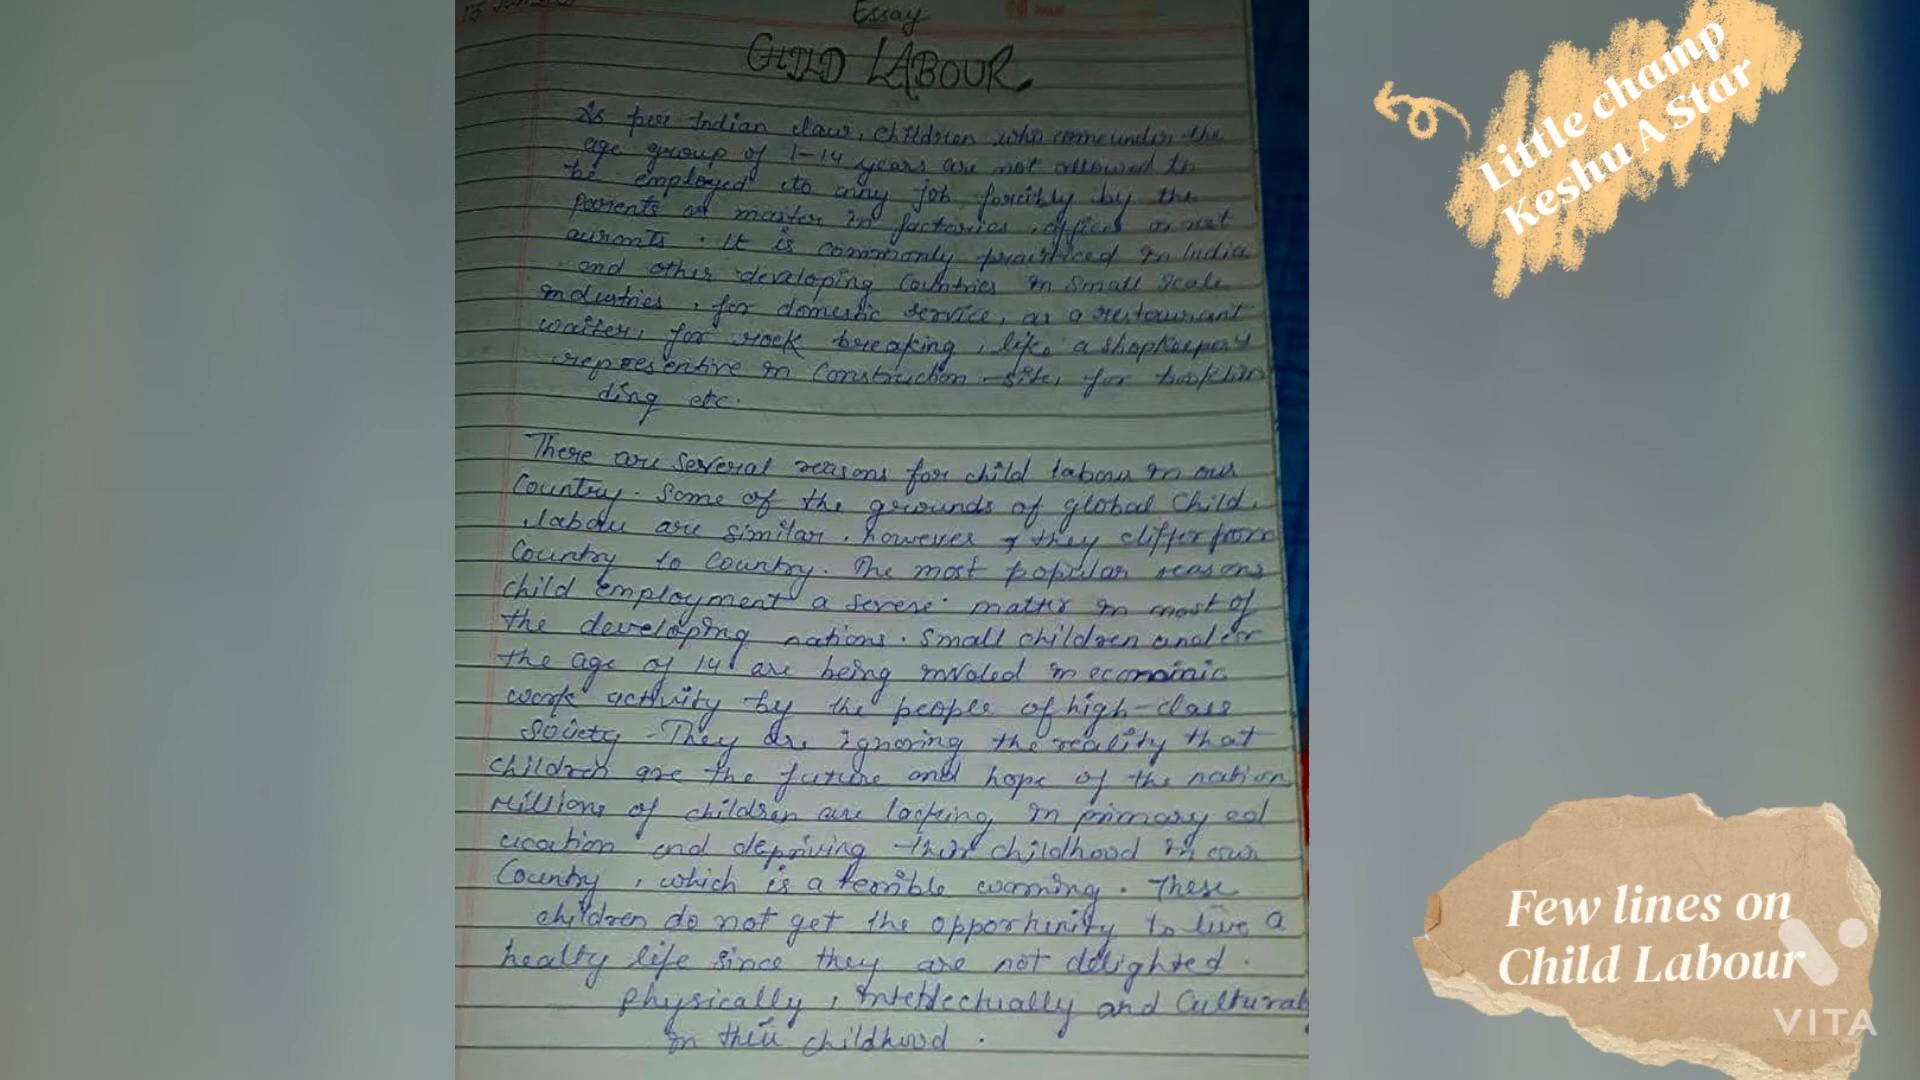 Essay
CHILD LABOUR
As per Indian law, children who come under the
age group of 1-14 years are not allowed to
be employed to any job forcibly by the
parents or master in factories, offices or rest
aurants. It is commonly practiced in India
and other developing Countries in small scale
industries, for domestic service, as a restaurant
waiter, for rock breaking, like a shopkeeper's
representive in Construction-site, for bookbin
ding etc.
There are several reasons for child labour in our
Country. Some of the grounds of global Child
labour are similar. however, they differ from
Country to Country. The most popular reasons
child employment a severe matter in most of
the developing nations. Small children under
the age of 14 are being involed in economic
work activity by the people of high-class
Society. They are ignoring the reality that
children are the future and hope of the nation
Millions of children are lacking in primary ed
ucation and depriving their childhood in our
Country, which is a terrible warning. These
children do not get the opportunity to live a
healty life since they are not delighted.
physically, intellectually and Cultural
in their childhood.
Little champ
Keshu A Star
Few lines on
Child Labour
VITA